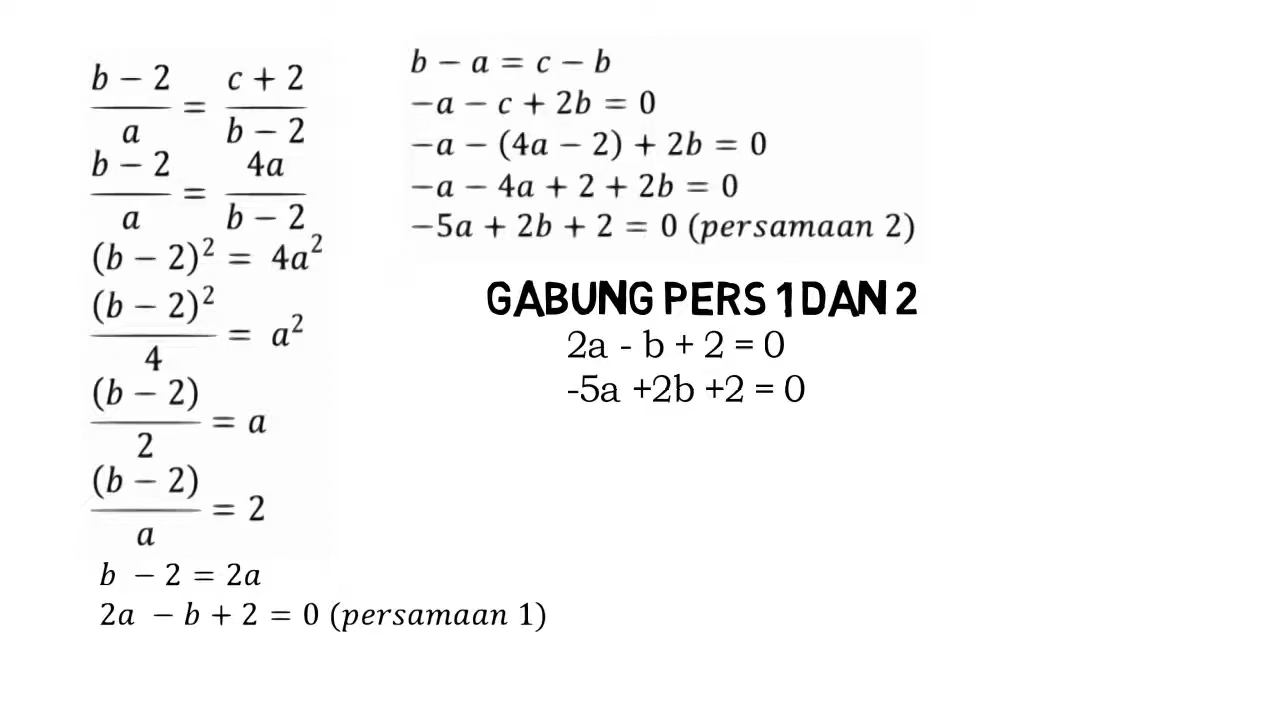 (b − 2)/a = (c + 2)/(b − 2)
(b − 2)/a = 4a/(b − 2)
(b − 2)² = 4a²
(b − 2)²/4 = a²
(b − 2)/2 = a
(b − 2)/a = 2
b − 2 = 2a
2a − b + 2 = 0 (persamaan 1)
b − a = c − b
−a − c + 2b = 0
−a − (4a − 2) + 2b = 0
−a − 4a + 2 + 2b = 0
−5a + 2b + 2 = 0 (persamaan 2)
GABUNG PERS 1 DAN 2
2a - b + 2 = 0
-5a +2b +2 = 0